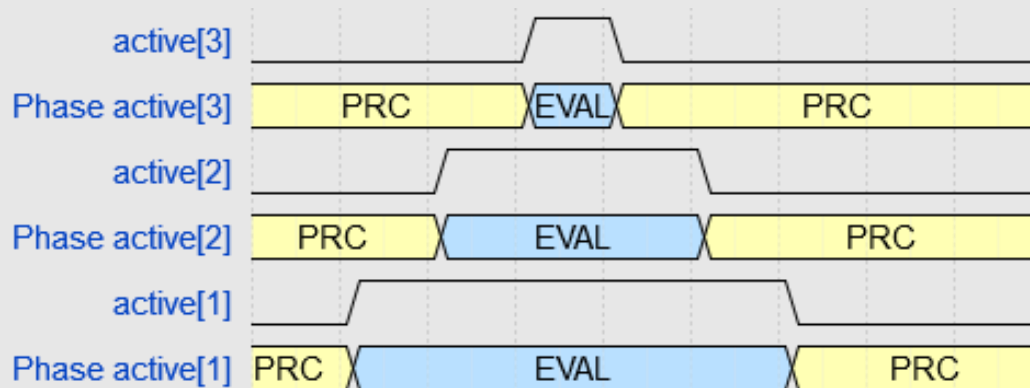 active[3]
Phase active[3] PRC EVAL PRC
active[2]
Phase active[2] PRC EVAL PRC
active[1]
Phase active[1] PRC EVAL PRC